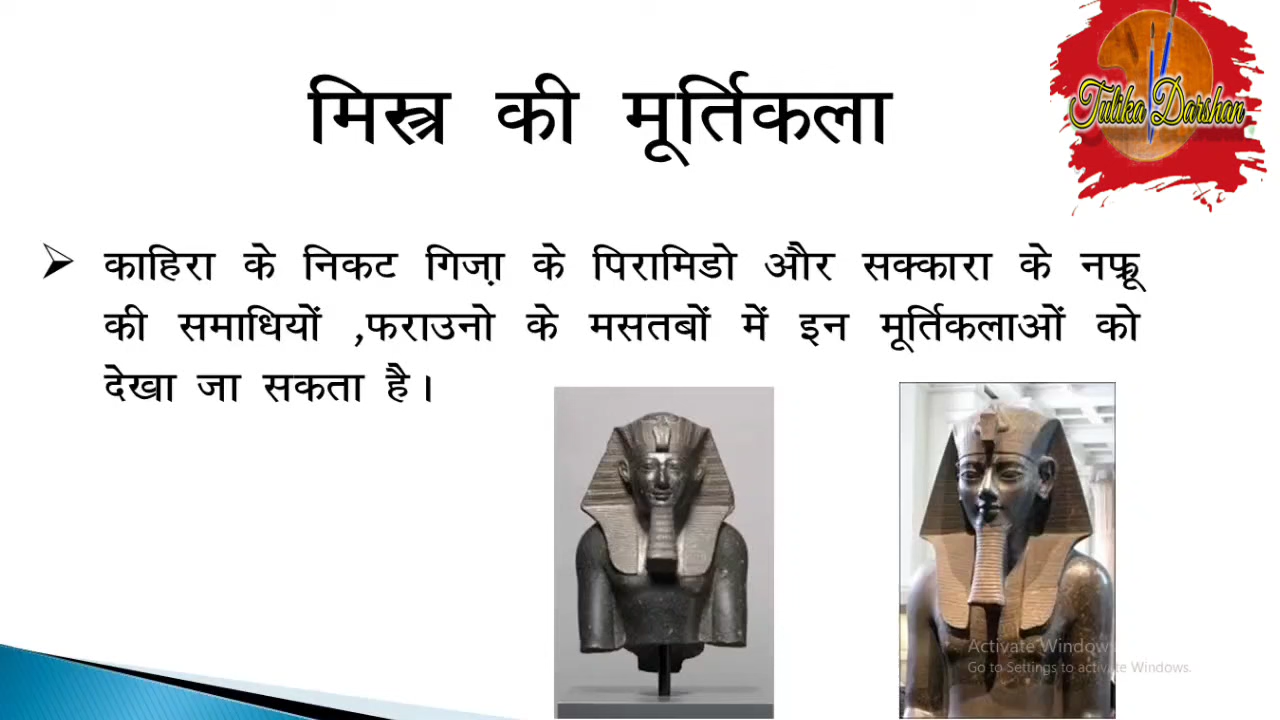 मिस्त्र की मूर्तिकला
Tulika Darshan
➢ काहिरा के निकट गिज़ा के पिरामिडो और सक्कारा के नफ्रू
की समाधियों ,फराउनो के मसतबों में इन मूर्तिकलाओं को
देखा जा सकता है।
Activate Windows
Go to Settings to activate Windows.